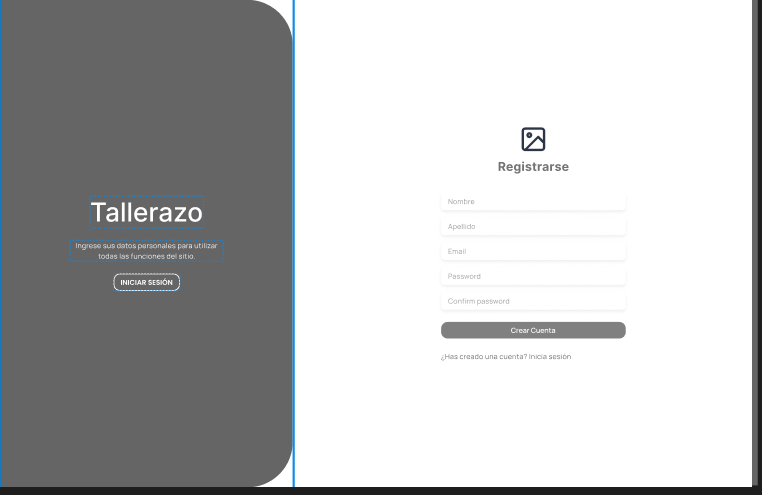 Tallerazo
Ingrese sus datos personales para utilizar
todas las funciones del sitio.
INICIAR SESIÓN
Registrarse
Nombre
Apellido
Email
Password
Confirm password
Crear Cuenta
¿Has creado una cuenta? Inicia sesión